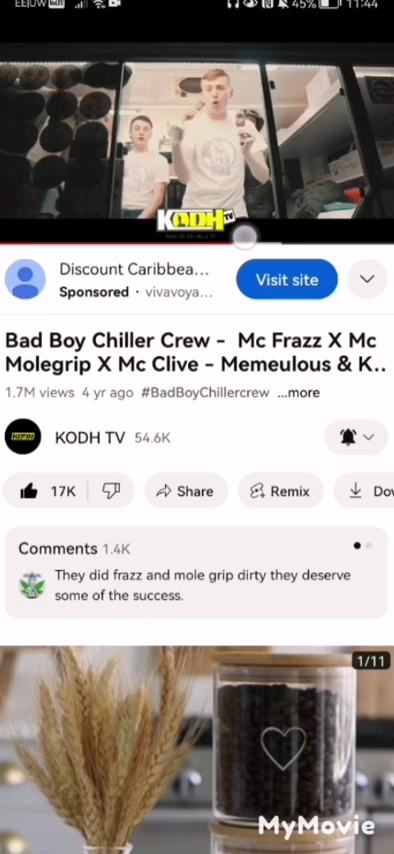 EE|UW
45%
11:44
KODH TV
Discount Caribbea...
Visit site
Sponsored · vivavoya...
Bad Boy Chiller Crew - Mc Frazz X Mc
Molegrip X Mc Clive - Memeulous & K..
1.7M views 4 yr ago #BadBoyChillercrew ...more
KODH TV 54.6K
17K
Share
Remix
Dov
Comments 1.4K
They did frazz and mole grip dirty they deserve
some of the success.
1/11
MyMovie